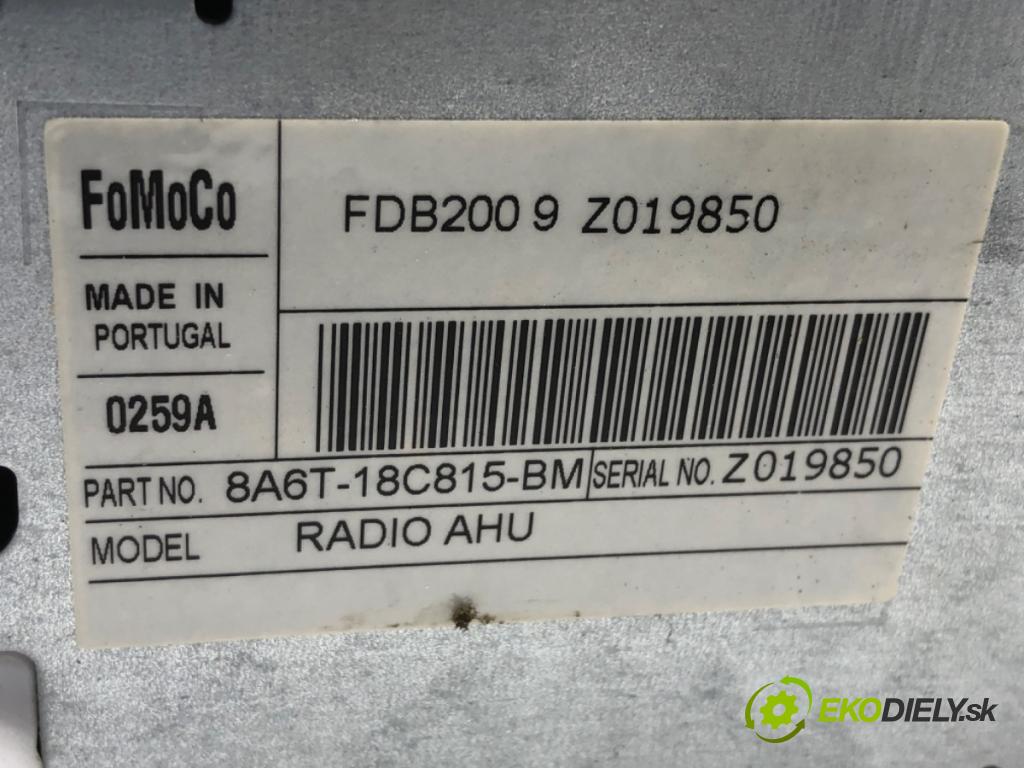 FoMoCo
FDB200 9 Z019850
MADE IN
PORTUGAL
0259A
PART NO. 8A6T-18C815-BM SERIAL NO. Z019850
MODEL RADIO AHU
EKODIELY.sk